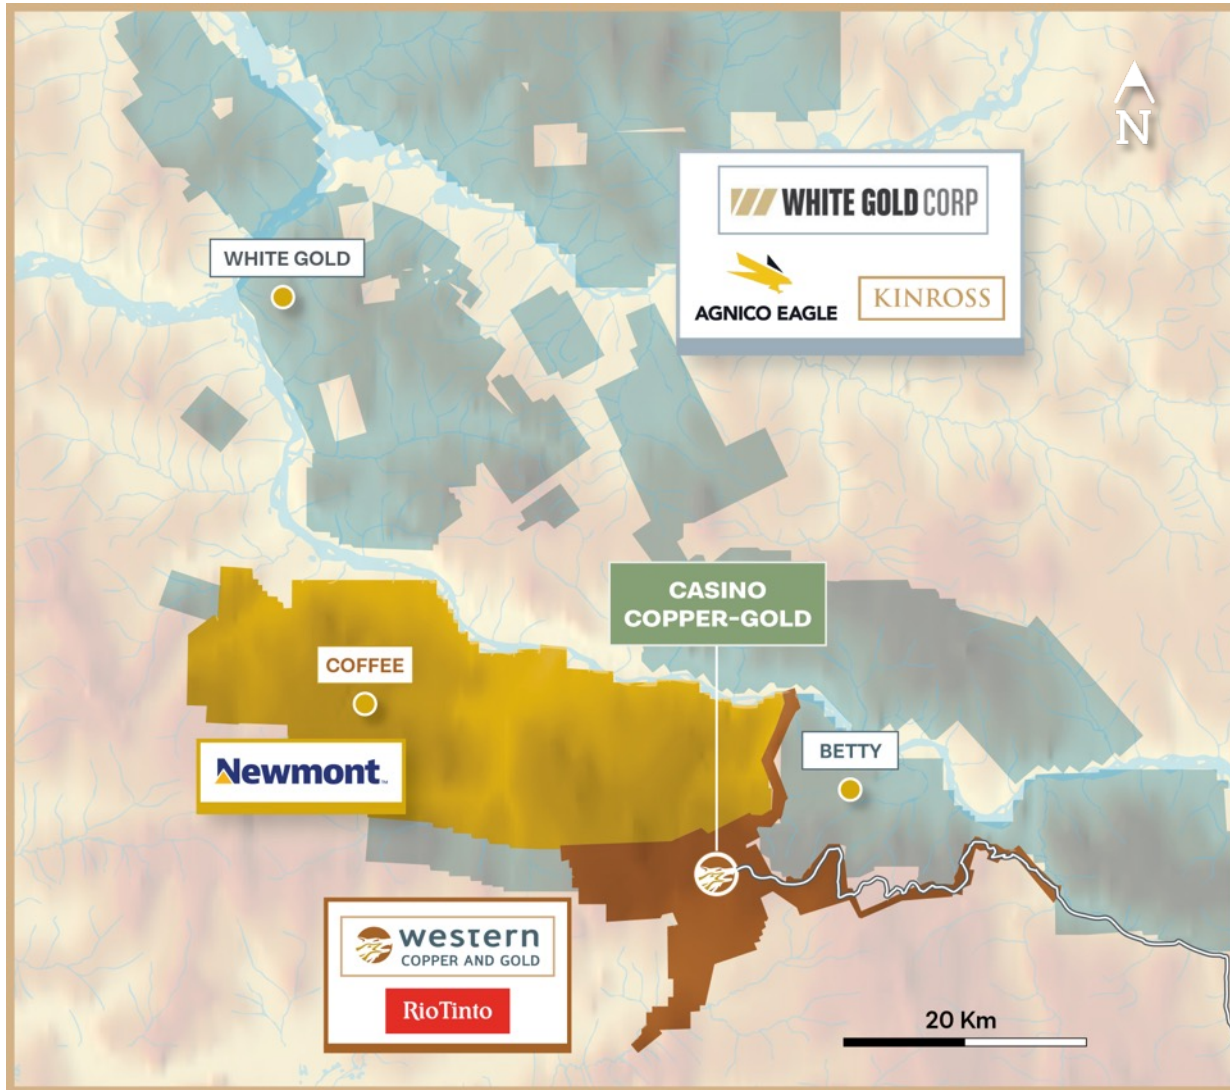 N
WHITE GOLD CORP
AGNICO EAGLE
KINROSS
WHITE GOLD
CASINO
COPPER-GOLD
COFFEE
Newmont™
BETTY
western
COPPER AND GOLD
RioTinto
20 Km